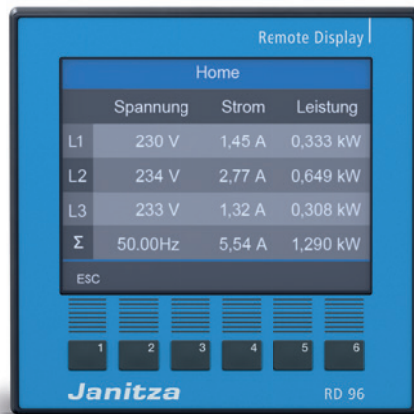 Remote Display
Home
Spannung Strom Leistung
L1 230 V 1,45 A 0,333 kW
L2 234 V 2,77 A 0,649 kW
L3 233 V 1,32 A 0,308 kW
Σ 50.00Hz 5,54 A 1,290 kW
ESC
1 2 3 4 5 6
Janitza RD 96